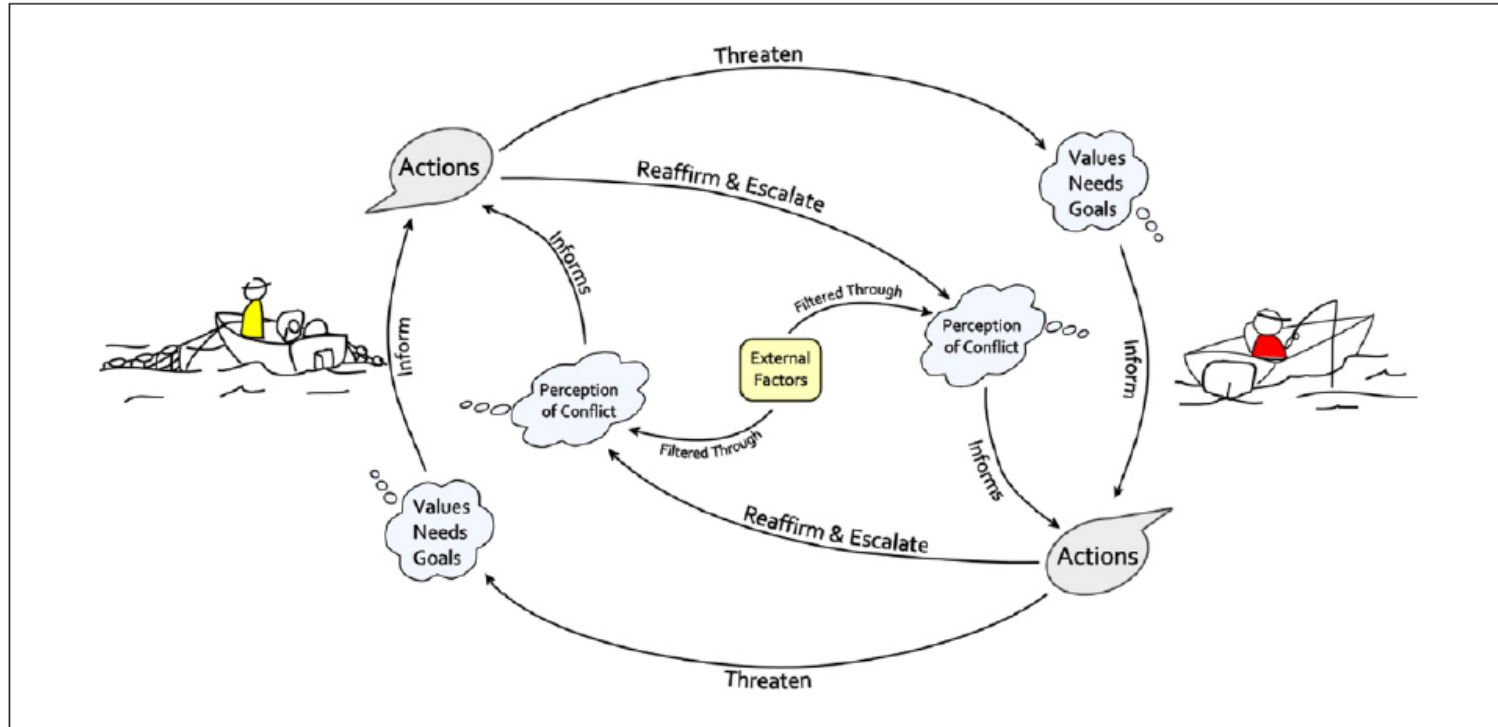 Threaten
Actions
Reaffirm & Escalate
Values
Needs
Goals
Informs
Filtered Through
Perception
of Conflict
External
Factors
Inform
Inform
Perception
of Conflict
Filtered Through
Informs
Values
Needs
Goals
Reaffirm & Escalate
Actions
Threaten